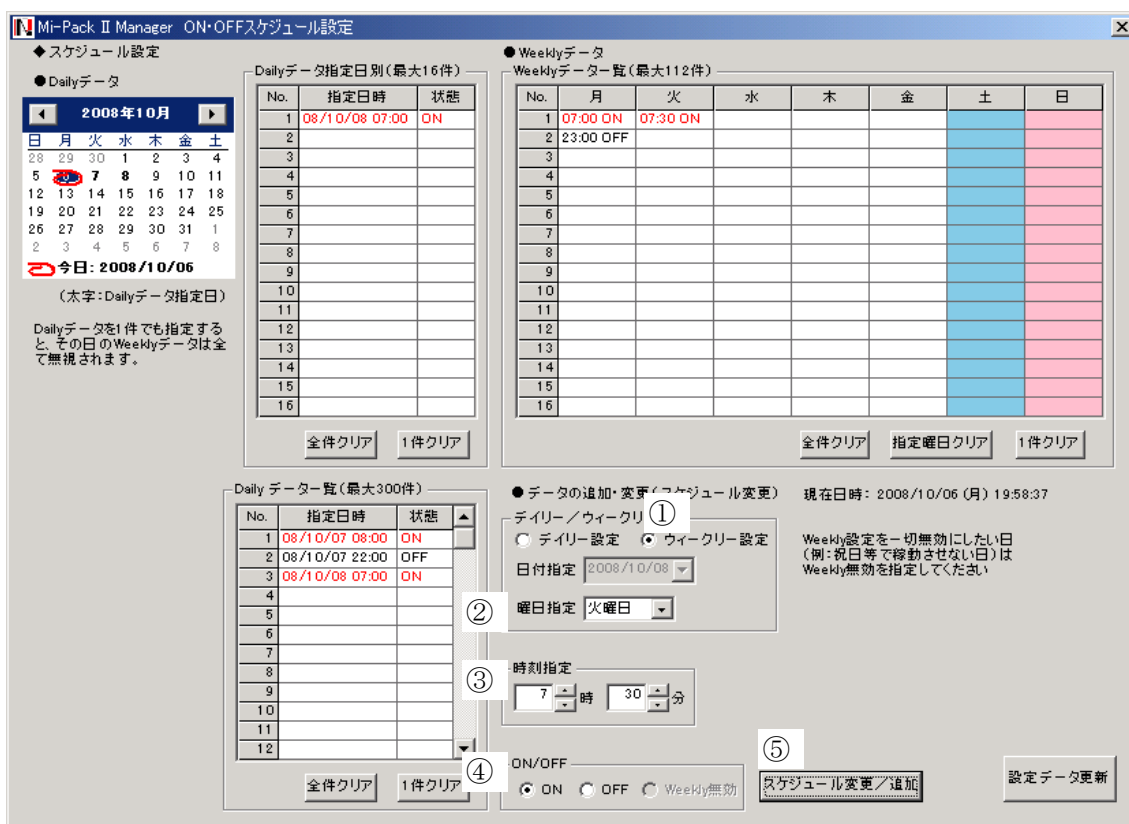 Mi-Pack II Manager ON・OFFスケジュール設定
◆スケジュール設定
●Dailyデータ
2008年10月
日 月 火 水 木 金 土
28 29 30 1 2 3 4
5 6 7 8 9 10 11
12 13 14 15 16 17 18
19 20 21 22 23 24 25
26 27 28 29 30 31 1
2 3 4 5 6 7 8
今日: 2008/10/06
(太字:Dailyデータ指定日)
Dailyデータを1件でも指定する
と、その日のWeeklyデータは全
て無視されます。
Dailyデータ指定日別(最大16件)
No. 指定日時 状態
1 08/10/08 07:00 ON
2
3
4
5
6
7
8
9
10
11
12
13
14
15
16
全件クリア 1件クリア
●Weeklyデータ
Weeklyデータ一覧(最大112件)
No. 月 火 水 木 金 土 日
1 07:00 ON 07:30 ON
2 23:00 OFF
3
4
5
6
7
8
9
10
11
12
13
14
15
16
全件クリア 指定曜日クリア 1件クリア
Daily データ一覧(最大300件)
No. 指定日時 状態
1 08/10/07 08:00 ON
2 08/10/07 22:00 OFF
3 08/10/08 07:00 ON
4
5
6
7
8
9
10
11
12
全件クリア 1件クリア
●データの追加・変更(スケジュール変更)
デイリー/ウィークリ
①
デイリー設定 ウィークリー設定
日付指定 2008/10/08
② 曜日指定 火曜日
時刻指定
③ 7 時 30 分
ON/OFF
④ ON OFF Weekly無効
⑤
スケジュール変更/追加
現在日時: 2008/10/06 (月) 19:58:37
Weekly設定を一切無効にしたい日
(例:祝日等で稼動させない日)は
Weekly無効を指定してください
設定データ更新